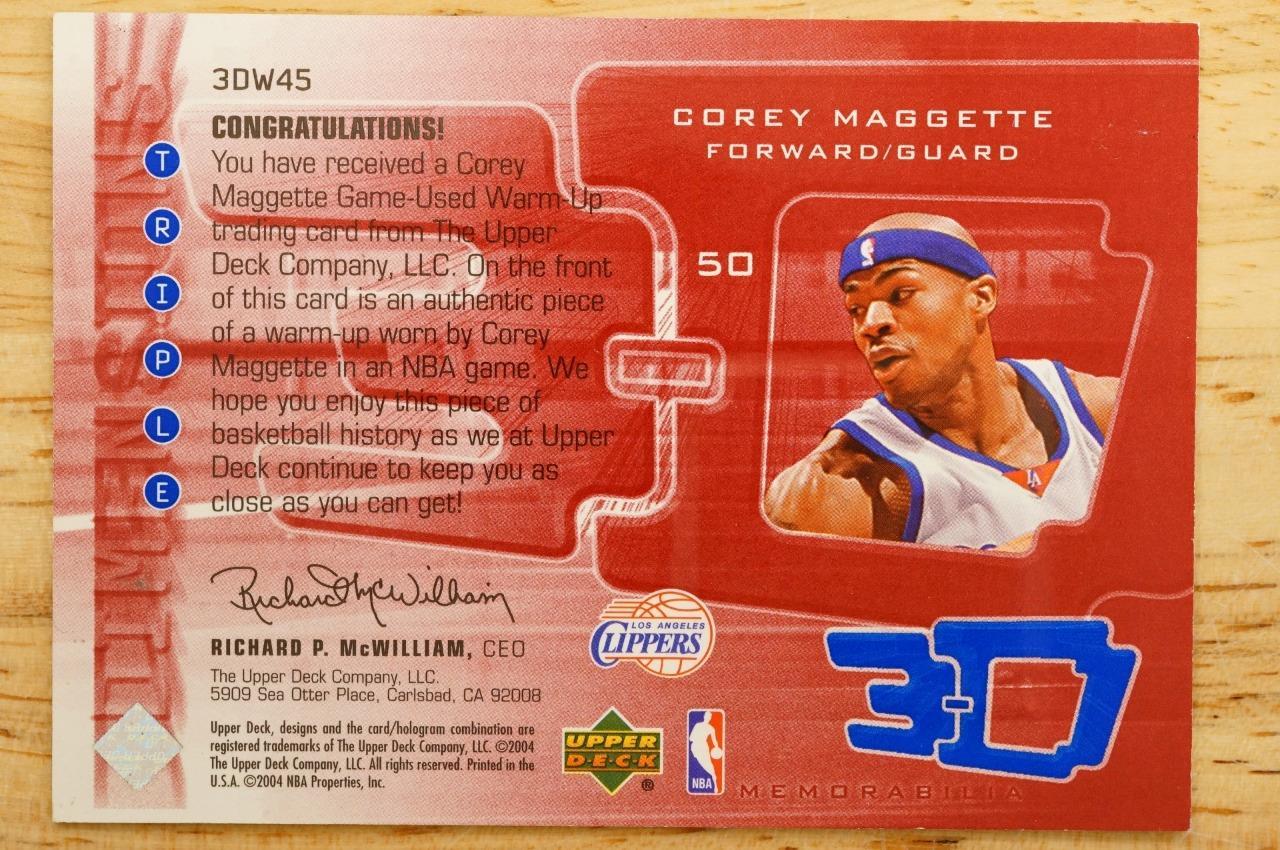 3DW45
CONGRATULATIONS!
You have received a Corey
Maggette Game-Used Warm-Up
trading card from The Upper
Deck Company, LLC. On the front
of this card is an authentic piece
of a warm-up worn by Corey
Maggette in an NBA game. We
hope you enjoy this piece of
basketball history as we at Upper
Deck continue to keep you as
close as you can get!
Richard P. McWilliam
RICHARD P. McWILLIAM, CEO
The Upper Deck Company, LLC.
5909 Sea Otter Place, Carlsbad, CA 92008
Upper Deck, designs and the card/hologram combination are
registered trademarks of The Upper Deck Company, LLC. ©2004
The Upper Deck Company, LLC. All rights reserved. Printed in the
U.S.A. ©2004 NBA Properties, Inc.
TRIPLE
DIMENSIONS
COREY MAGGETTE
FORWARD/GUARD
50
LA
LOS ANGELES
CLIPPERS
UPPER
D·E·C·K
®
NBA
3D
MEMORABILIA